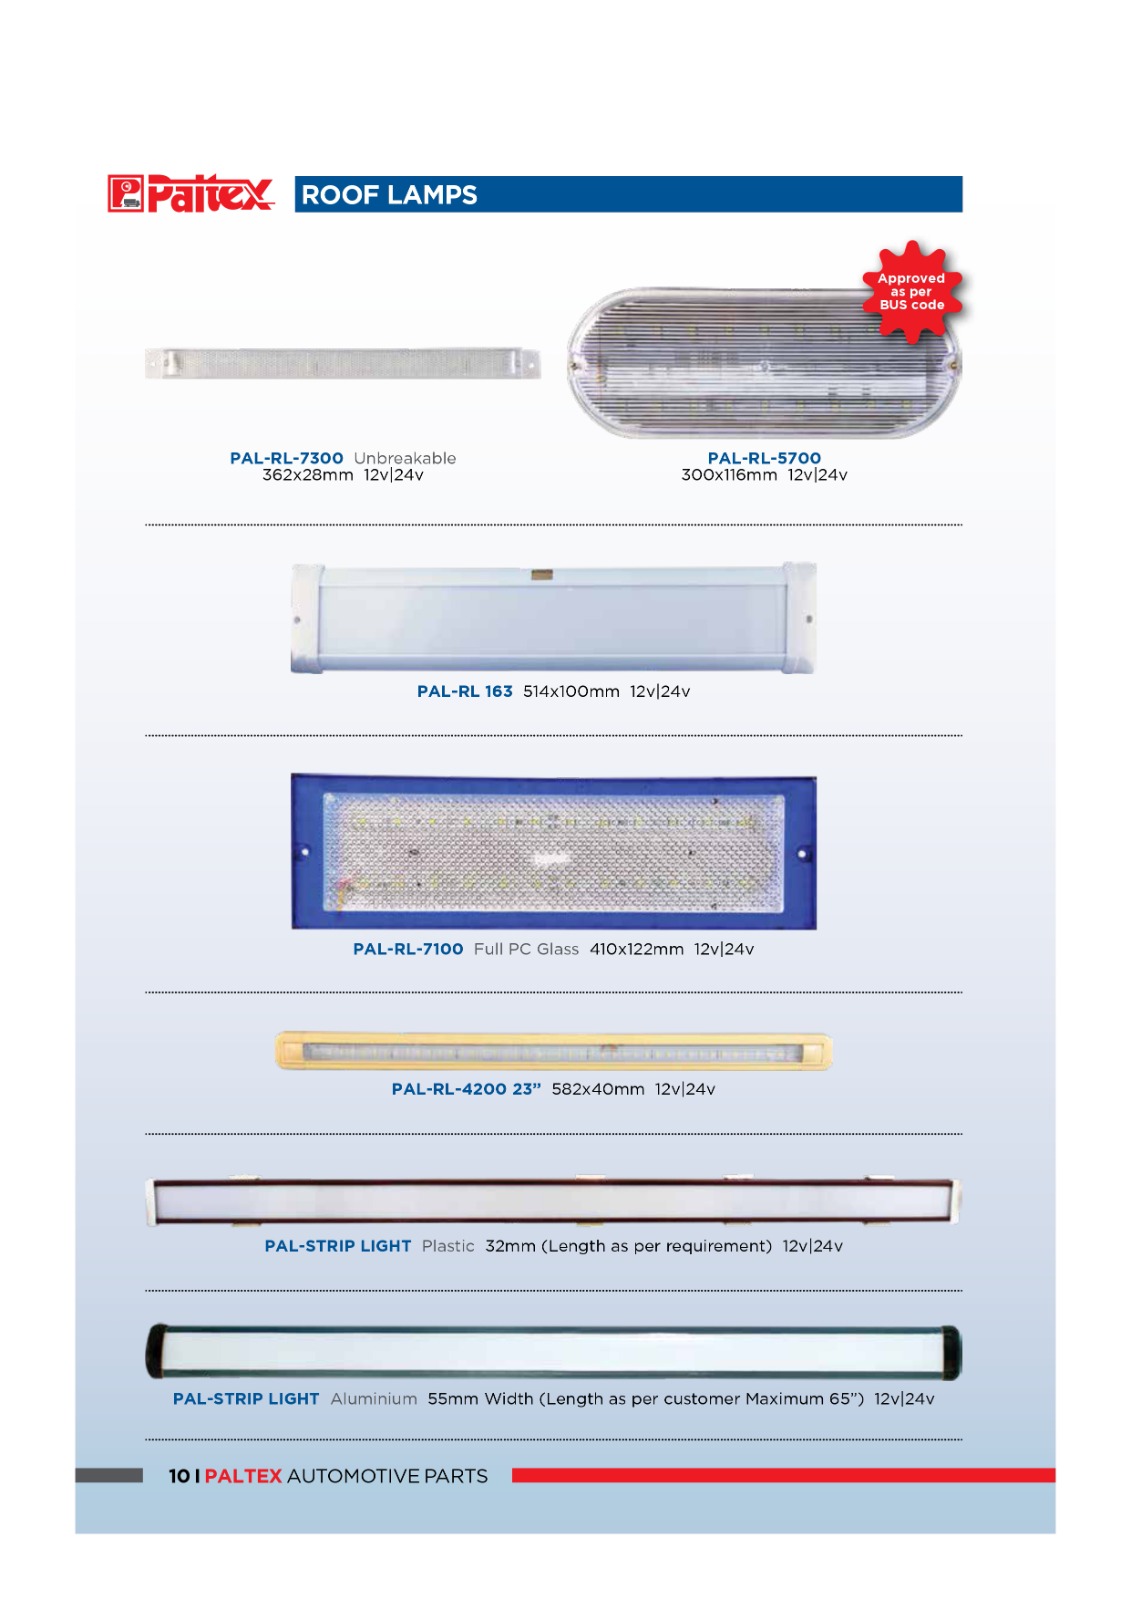 Paltex
ROOF LAMPS
Approved
as per
BUS code
PAL-RL-7300 Unbreakable
362x28mm 12v|24v
PAL-RL-5700
300x116mm 12v|24v
PAL-RL 163 514x100mm 12v|24v
PAL-RL-7100 Full PC Glass 410x122mm 12v|24v
PAL-RL-4200 23” 582x40mm 12v|24v
PAL-STRIP LIGHT Plastic 32mm (Length as per requirement) 12v|24v
PAL-STRIP LIGHT Aluminium 55mm Width (Length as per customer Maximum 65”) 12v|24v
10 | PALTEX AUTOMOTIVE PARTS